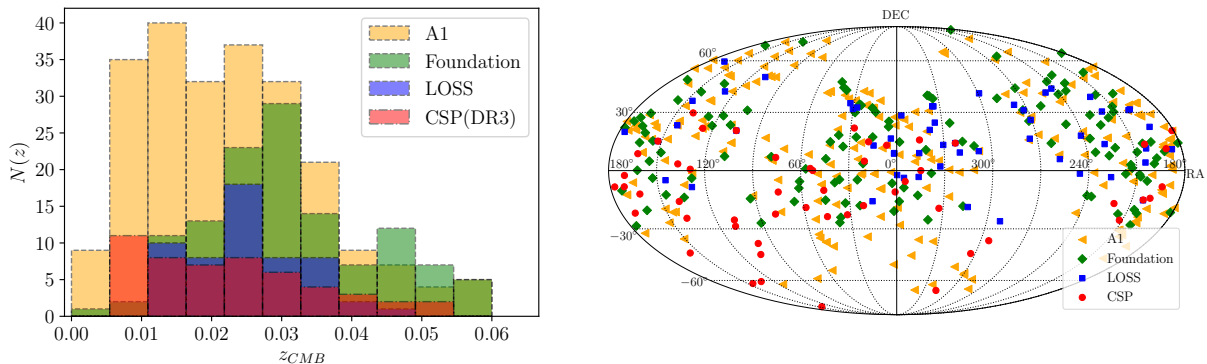 40
35
30
25
20
15
10
5
0
N(z)
0.00 0.01 0.02 0.03 0.04 0.05 0.06
z_{CMB}
A1
Foundation
LOSS
CSP(DR3)
DEC
60°
30°
180° 120° 60° 0° 300° 240° 180°
RA
−30°
−60°
A1
Foundation
LOSS
CSP